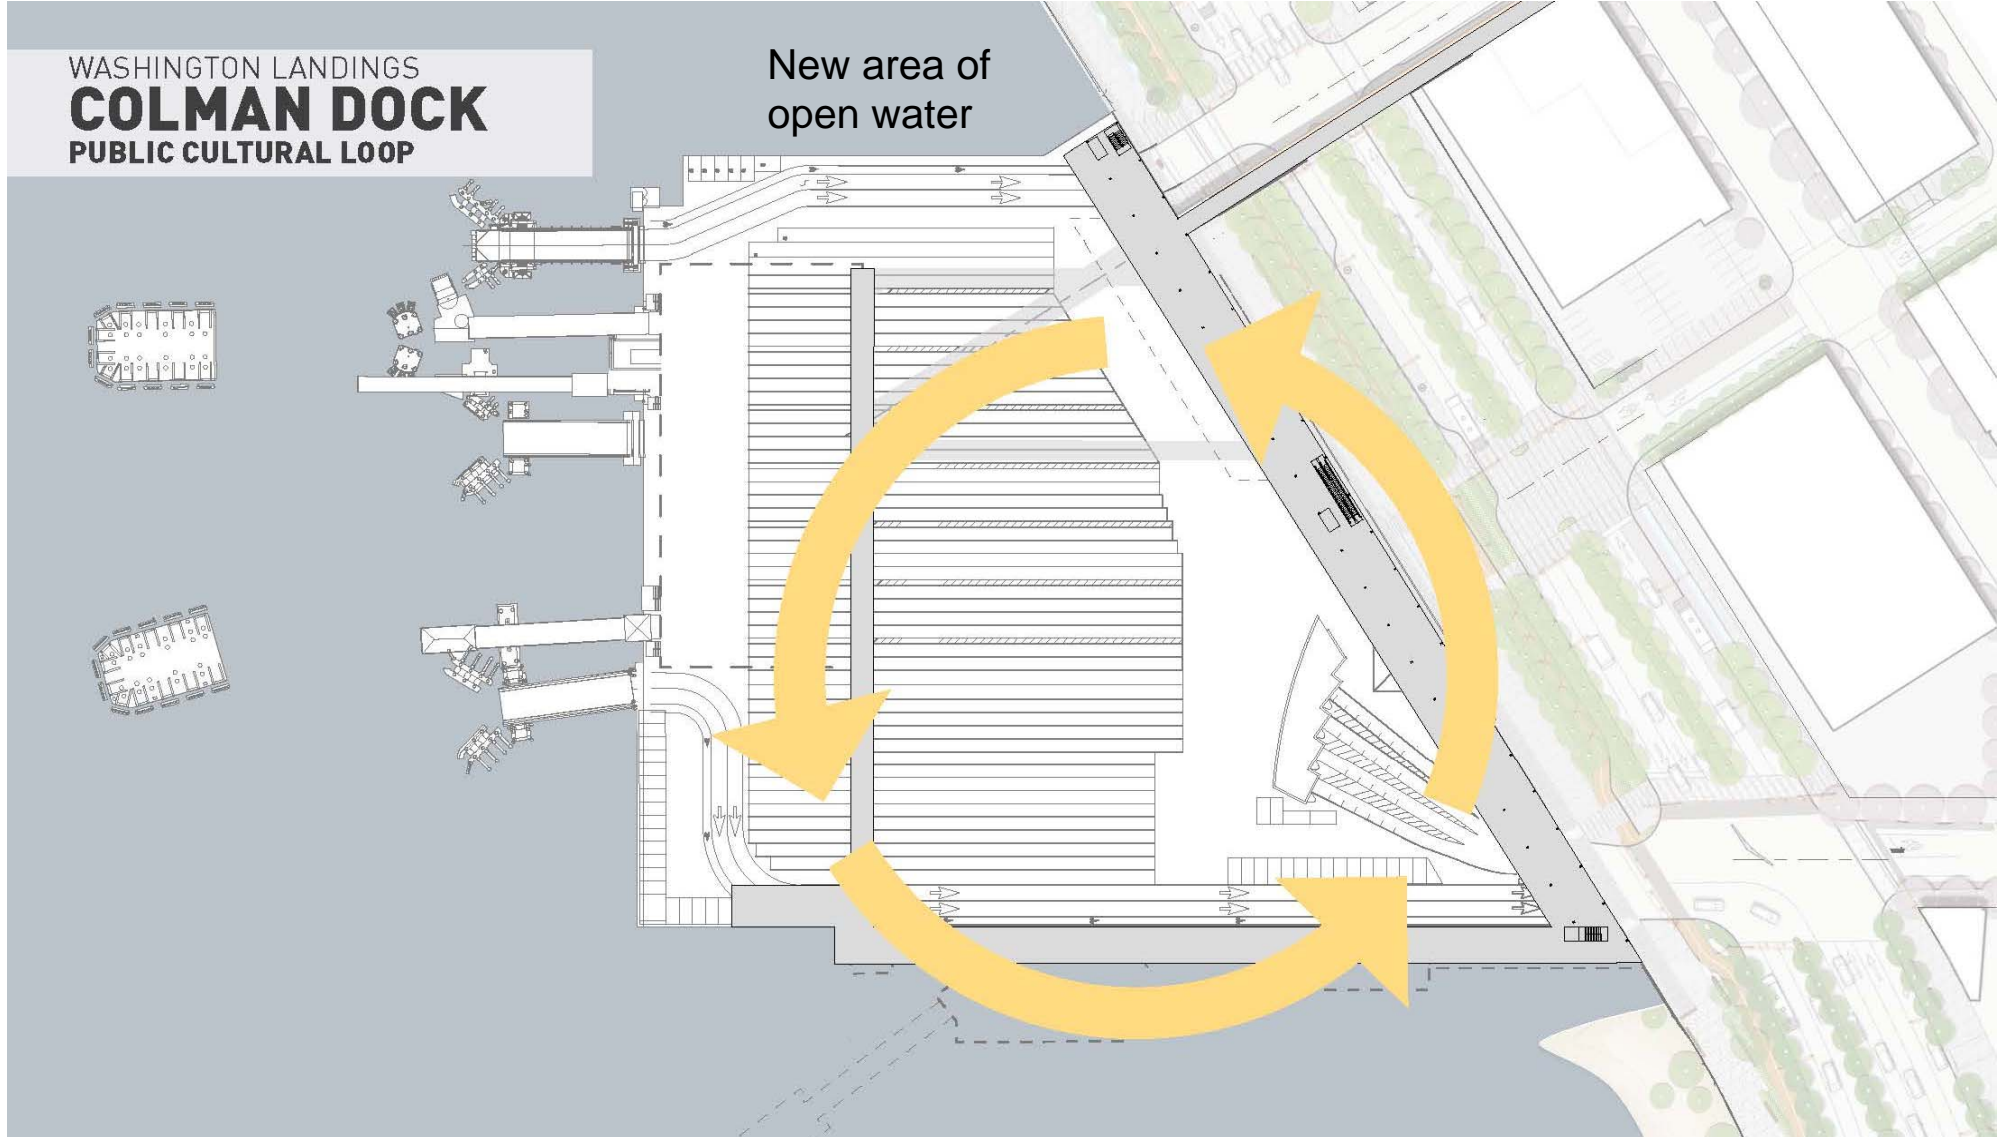 WASHINGTON LANDINGS
COLMAN DOCK
PUBLIC CULTURAL LOOP
New area of
open water